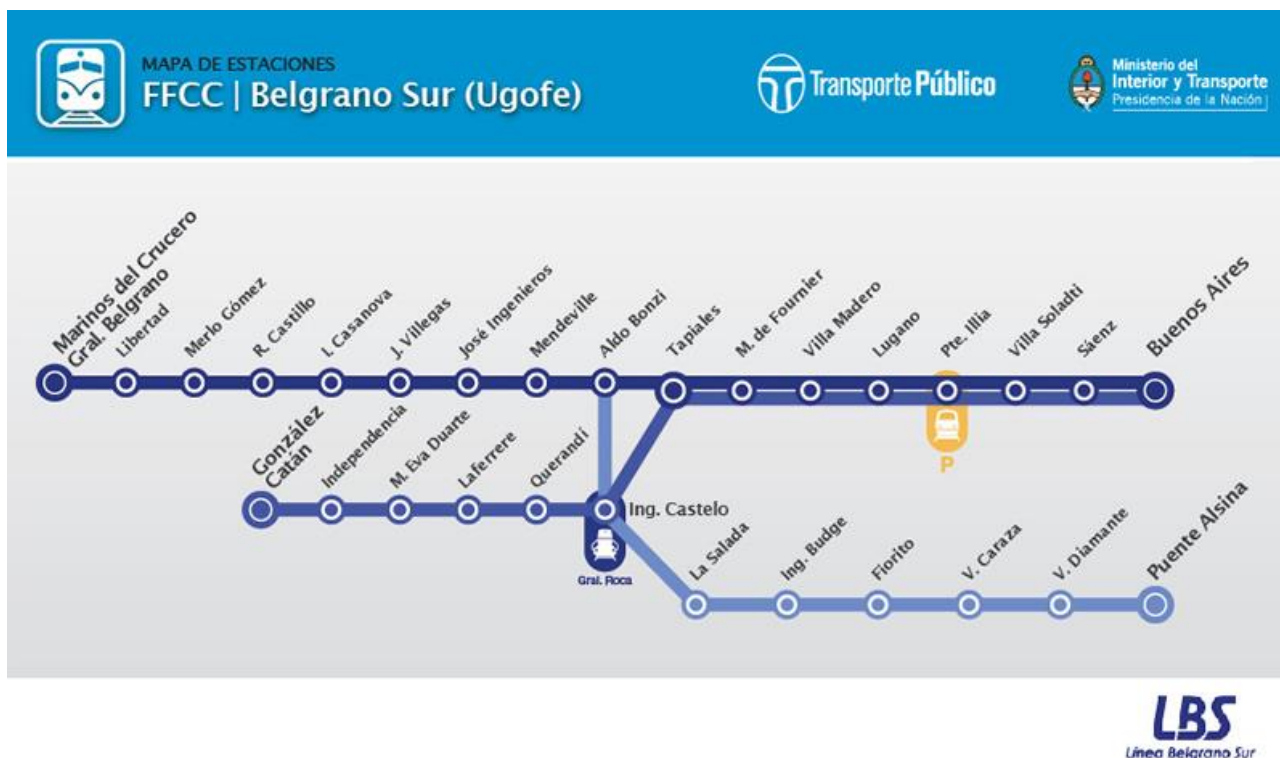 MAPA DE ESTACIONES
FFCC | Belgrano Sur (Ugofe)
Transporte Público
Ministerio del
Interior y Transporte
Presidencia de la Nación
Marinos del Crucero
Gral. Belgrano
Libertad
Merlo Gómez
R. Castillo
I. Casanova
J. Villegas
José Ingenieros
Mendeville
Aldo Bonzi
Tapiales
M. de Fournier
Villa Madero
Lugano
Pte. Illia
Villa Soladti
Sáenz
Buenos Aires
P
González
Catán
Independencia
M. Eva Duarte
Laferrere
Querandí
Ing. Castelo
Gral. Roca
La Salada
Ing. Budge
Fiorito
V. Caraza
V. Diamante
Puente Alsina
LBS
Línea Belgrano Sur